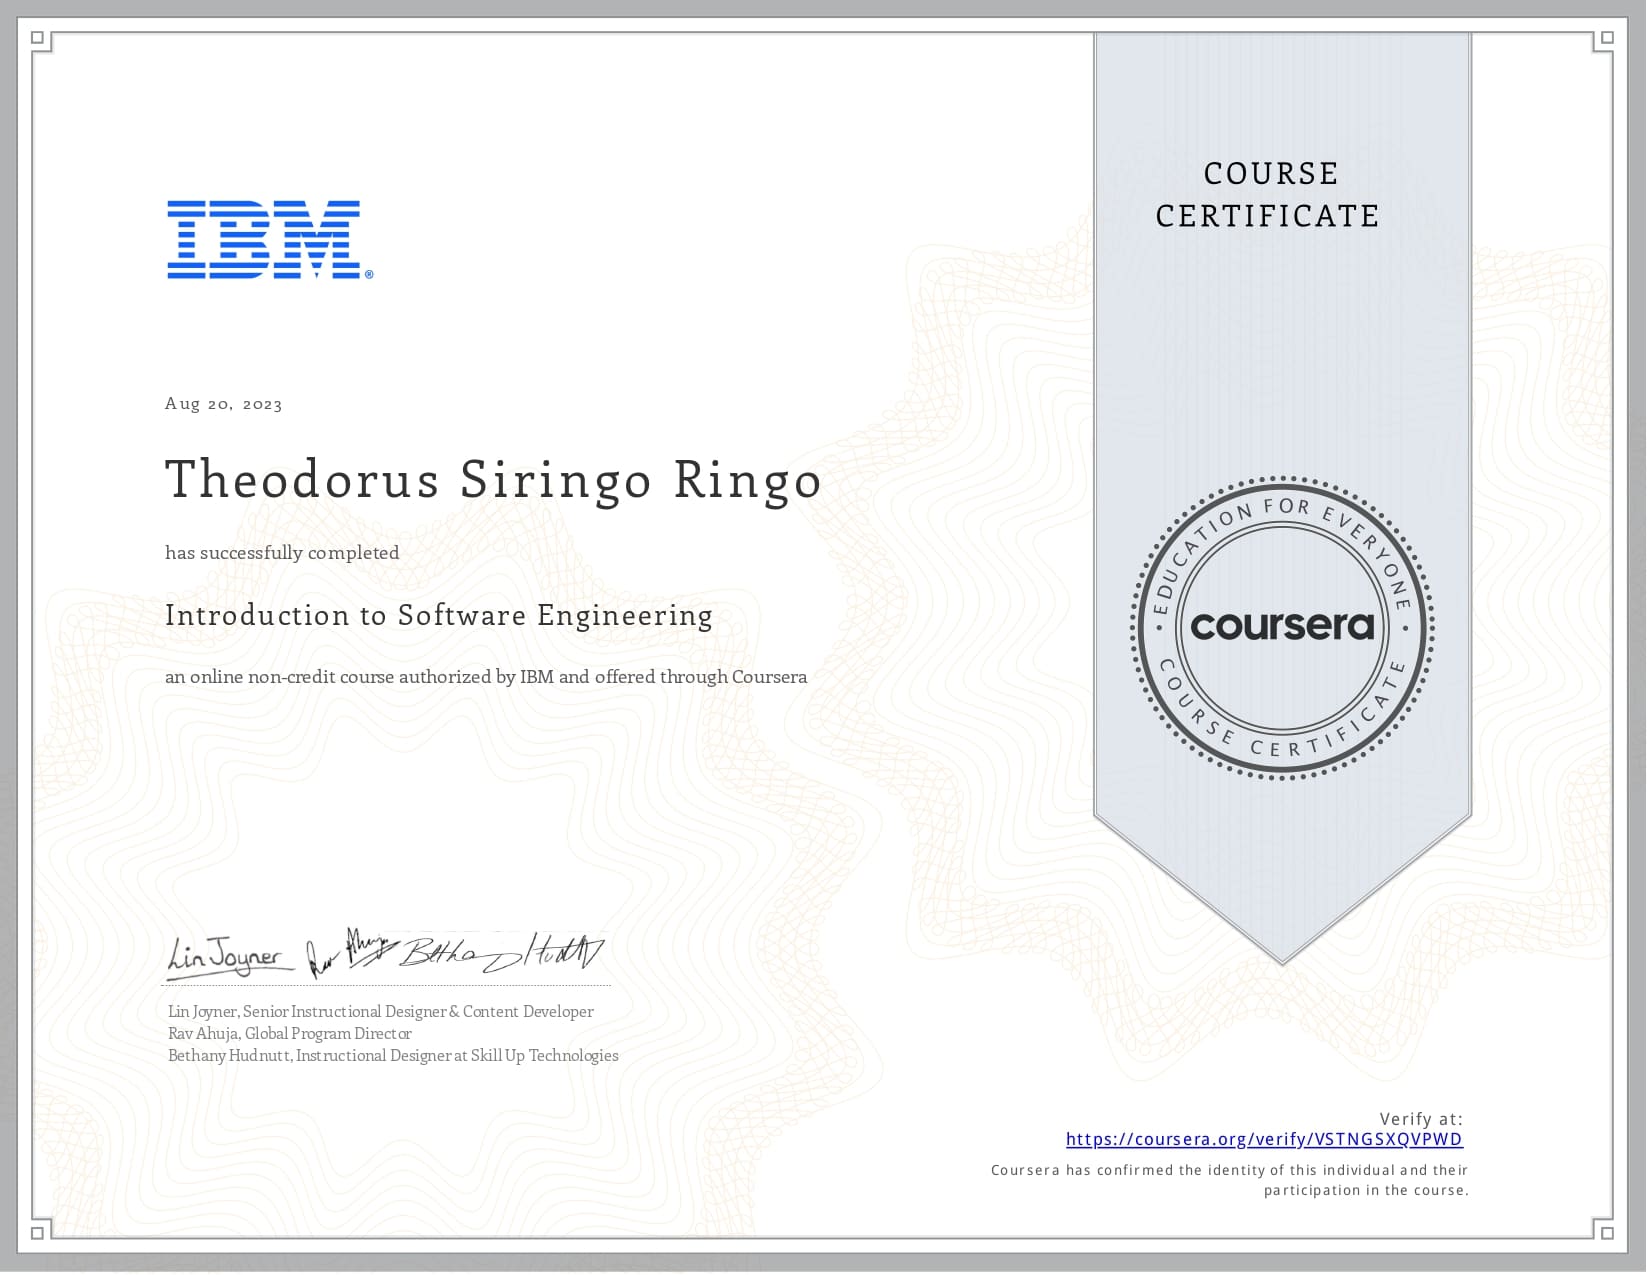 COURSE
CERTIFICATE
IBM®
Aug 20, 2023
Theodorus Siringo Ringo
has successfully completed
Introduction to Software Engineering
an online non-credit course authorized by IBM and offered through Coursera
EDUCATION FOR EVERYONE
coursera
COURSE CERTIFICATE
Lin Joyner
Lin Joyner, Senior Instructional Designer & Content Developer
Rav Ahuja, Global Program Director
Bethany Hudnutt, Instructional Designer at Skill Up Technologies
Verify at:
https://coursera.org/verify/VSTNGSXQVPWD
Coursera has confirmed the identity of this individual and their
participation in the course.